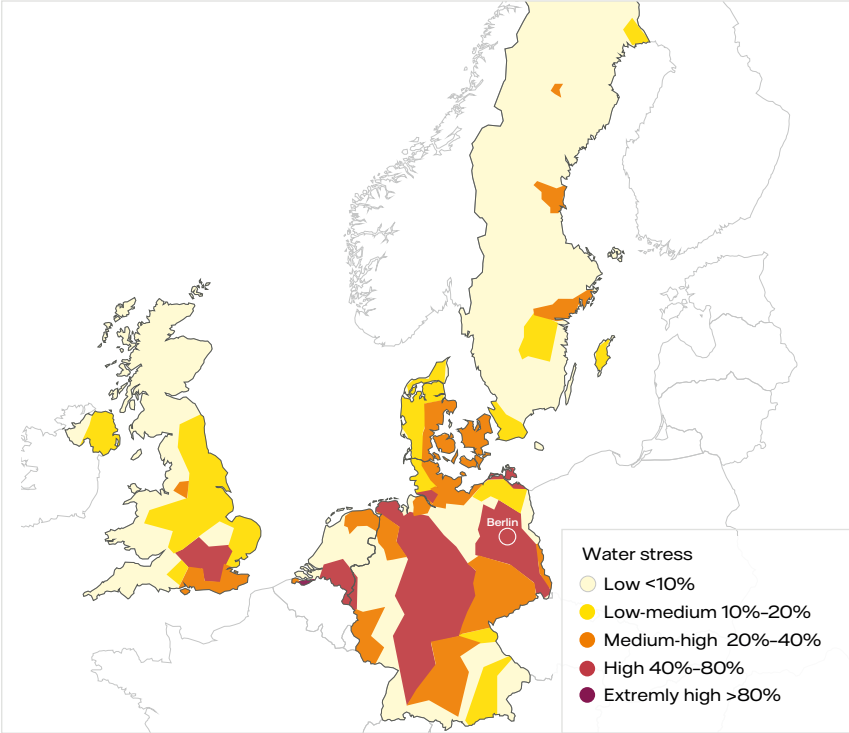 Berlin
Water stress
Low <10%
Low-medium 10%-20%
Medium-high 20%-40%
High 40%-80%
Extremly high >80%